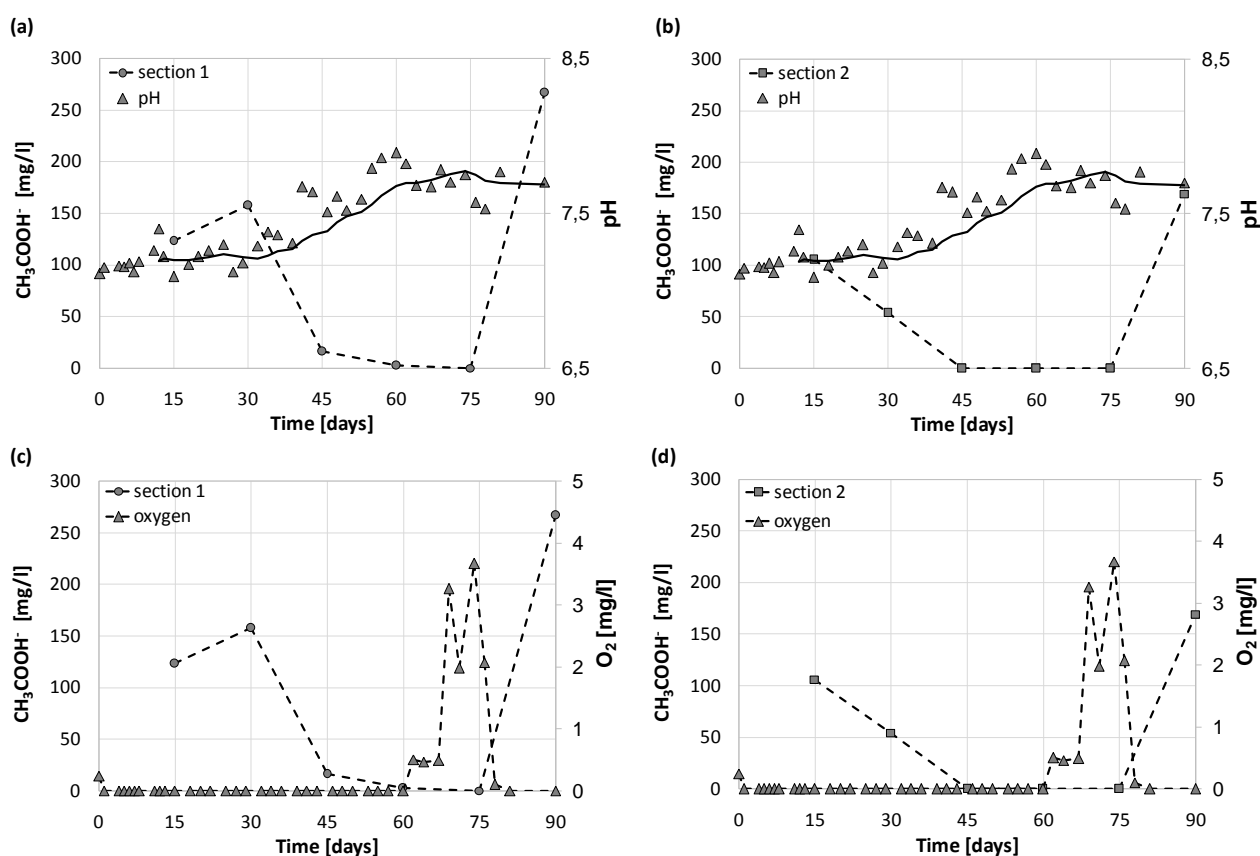 (a)
300
250
200
150
100
50
0
CH₃COOH⁻ [mg/l]
section 1
pH
8,5
7,5
6,5
pH
0 15 30 45 60 75 90
Time [days]
(b)
300
250
200
150
100
50
0
CH₃COOH⁻ [mg/l]
section 2
pH
8,5
7,5
6,5
pH
0 15 30 45 60 75 90
Time [days]
(c)
300
250
200
150
100
50
0
CH₃COOH⁻ [mg/l]
section 1
oxygen
5
4
3
2
1
0
O₂ [mg/l]
0 15 30 45 60 75 90
Time [days]
(d)
300
250
200
150
100
50
0
CH₃COOH⁻ [mg/l]
section 2
oxygen
5
4
3
2
1
0
O₂ [mg/l]
0 15 30 45 60 75 90
Time [days]